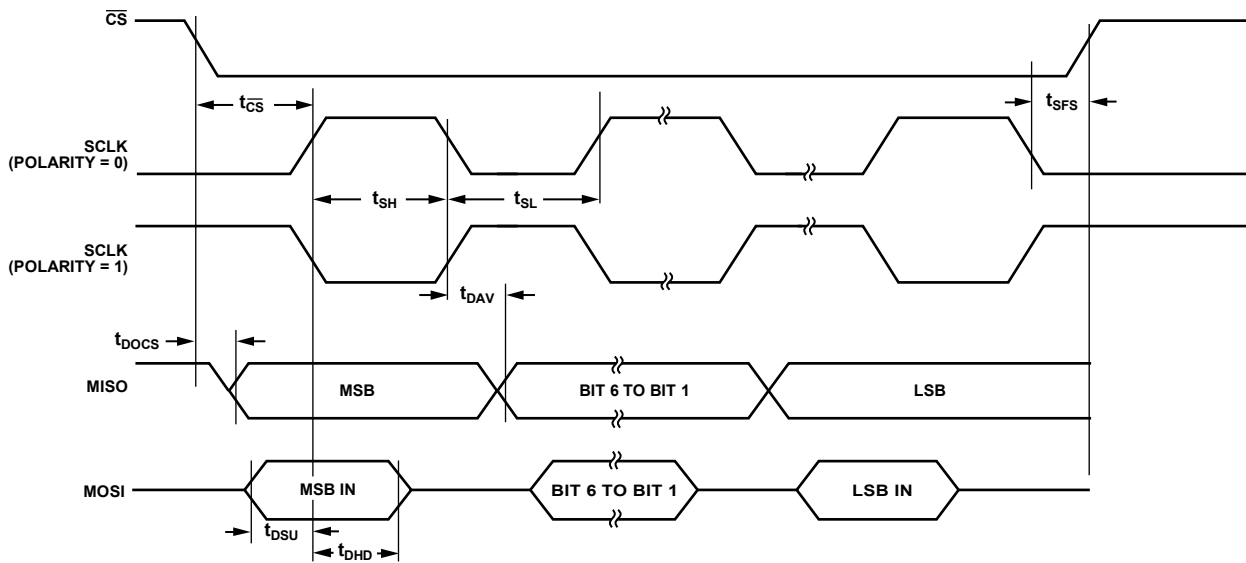 CS
tCS
tSFS
SCLK
(POLARITY = 0)
tSH
tSL
SCLK
(POLARITY = 1)
tDAV
tDOCS
MISO
MSB
BIT 6 TO BIT 1
LSB
MOSI
MSB IN
BIT 6 TO BIT 1
LSB IN
tDSU
tDHD